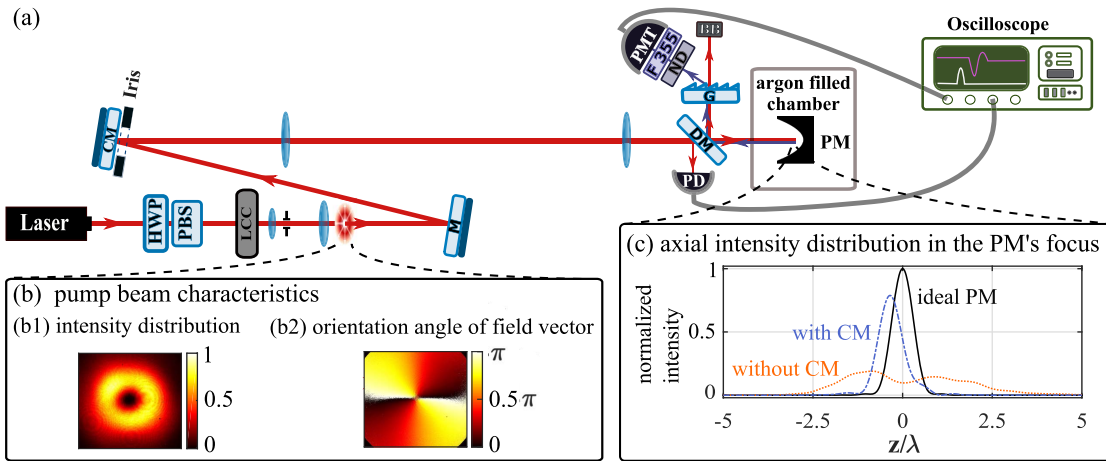 (a)
Oscilloscope
PMT
F 355
ND
BB
G
DM
PD
argon filled
chamber
PM
Iris
CM
Laser
HWP
PBS
LCC
M
(b) pump beam characteristics
(b1) intensity distribution
1
0.5
0
(b2) orientation angle of field vector
π
0.5 π
0
(c) axial intensity distribution in the PM's focus
normalized
intensity
1
0.5
0
ideal PM
with CM
without CM
-5
-2.5
0
2.5
5
z/λ